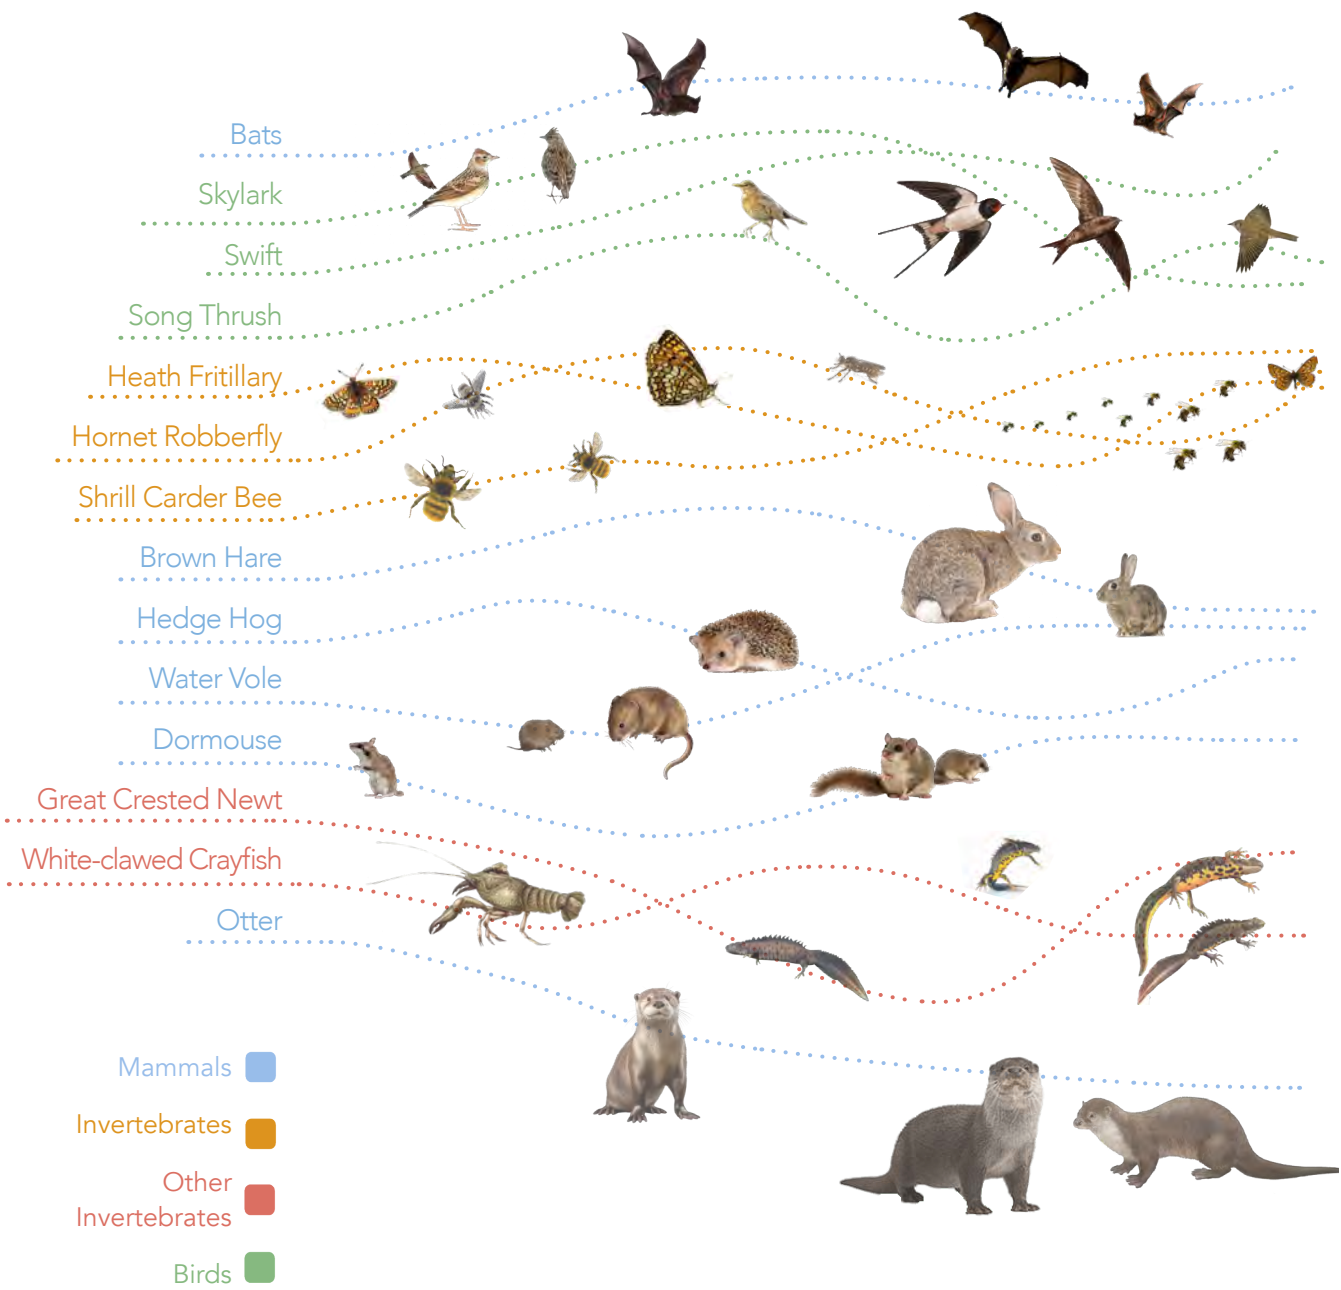 Bats
Skylark
Swift
Song Thrush
Heath Fritillary
Hornet Robberfly
Shrill Carder Bee
Brown Hare
Hedge Hog
Water Vole
Dormouse
Great Crested Newt
White-clawed Crayfish
Otter
Mammals
Invertebrates
Other
Invertebrates
Birds